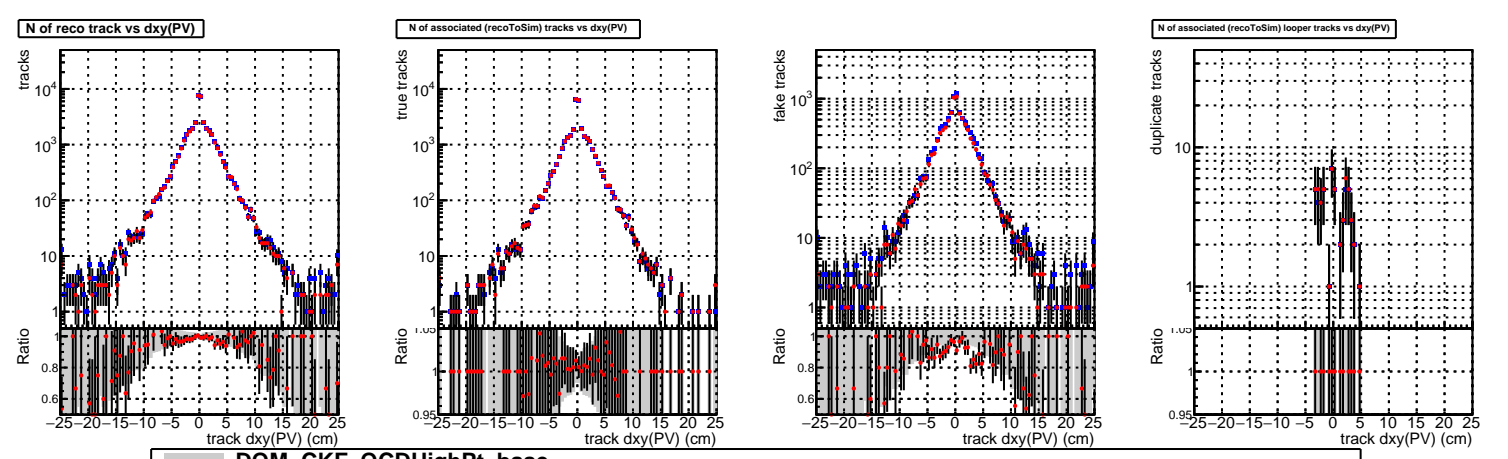 N of reco track vs dxy(PV)
tracks
10⁴
10³
10²
10
1
Ratio
1
0.8
0.6
−25 −20 −15 −10 −5 0 5 10 15 20 25
track dxy(PV) (cm)
N of associated (recoToSim) tracks vs dxy(PV)
true tracks
10⁴
10³
10²
10
1
Ratio
1.05
1
0.95
−25 −20 −15 −10 −5 0 5 10 15 20 25
track dxy(PV) (cm)
fake tracks
10³
10²
10
1
Ratio
1
0.8
0.6
−25 −20 −15 −10 −5 0 5 10 15 20 25
track dxy(PV) (cm)
N of associated (recoToSim) looper tracks vs dxy(PV)
duplicate tracks
10
1
Ratio
1.05
1
0.95
−25 −20 −15 −10 −5 0 5 10 15 20 25
track dxy(PV) (cm)